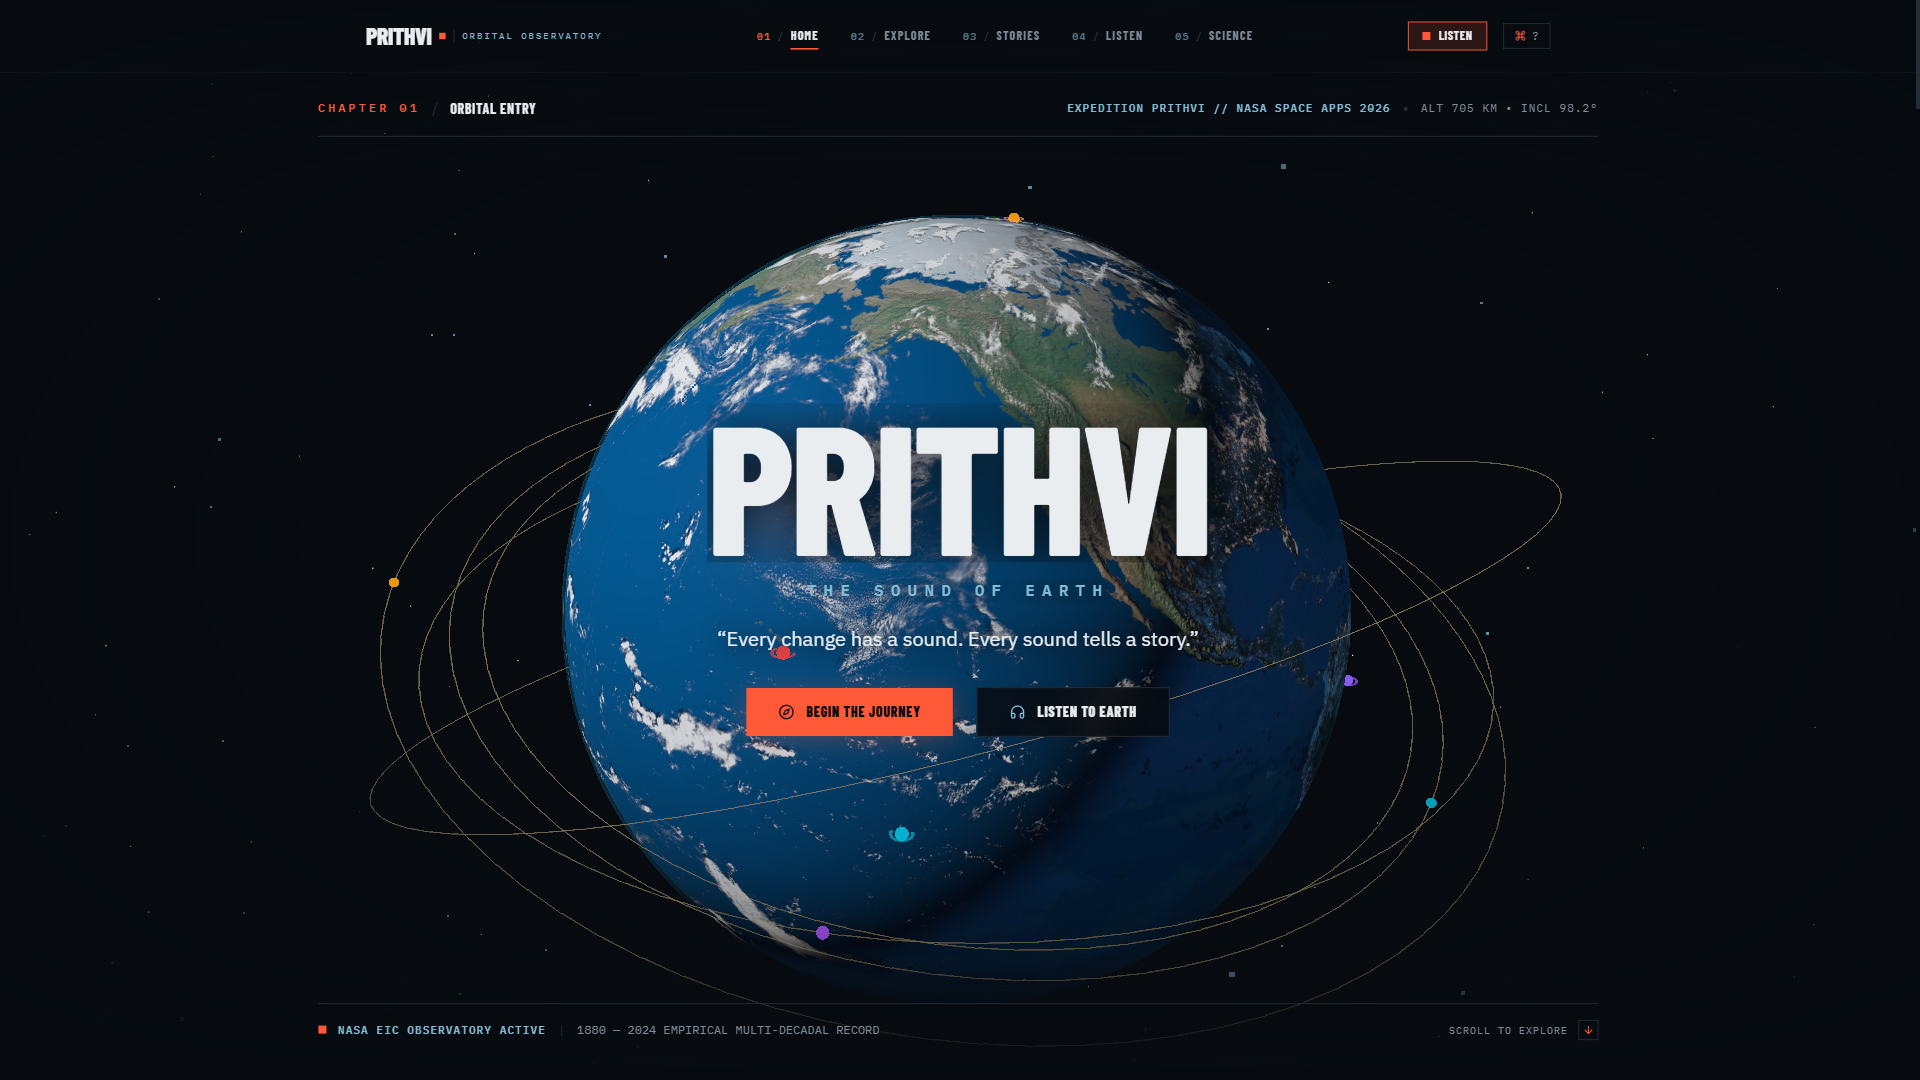 PRITHVI ORBITAL OBSERVATORY
01 / HOME 02 / EXPLORE 03 / STORIES 04 / LISTEN 05 / SCIENCE
LISTEN
⌘ ?
CHAPTER 01 / ORBITAL ENTRY
EXPEDITION PRITHVI // NASA SPACE APPS 2026 • ALT 705 KM • INCL 98.2°
PRITHVI
THE SOUND OF EARTH
“Every change has a sound. Every sound tells a story.”
BEGIN THE JOURNEY
LISTEN TO EARTH
NASA EIC OBSERVATORY ACTIVE | 1880 — 2024 EMPIRICAL MULTI-DECADAL RECORD
SCROLL TO EXPLORE ↓